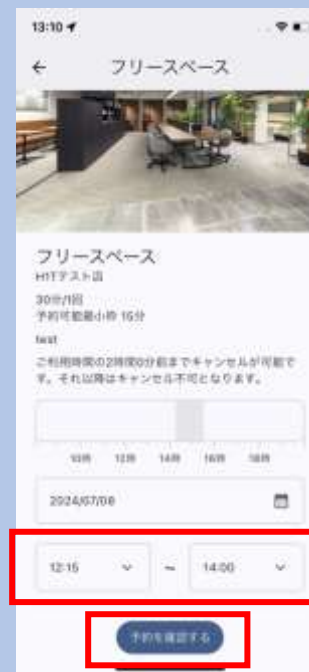 13:10
フリースペース
フリースペース
H1Tテスト店
30分/1回
予約可能最小枠 15分
test
ご利用時間の2時間0分前までキャンセルが可能で
す。それ以降はキャンセル不可となります。
10時 12時 14時 16時 18時
2024/07/08
12:15 ~ 14:00
予約を確認する